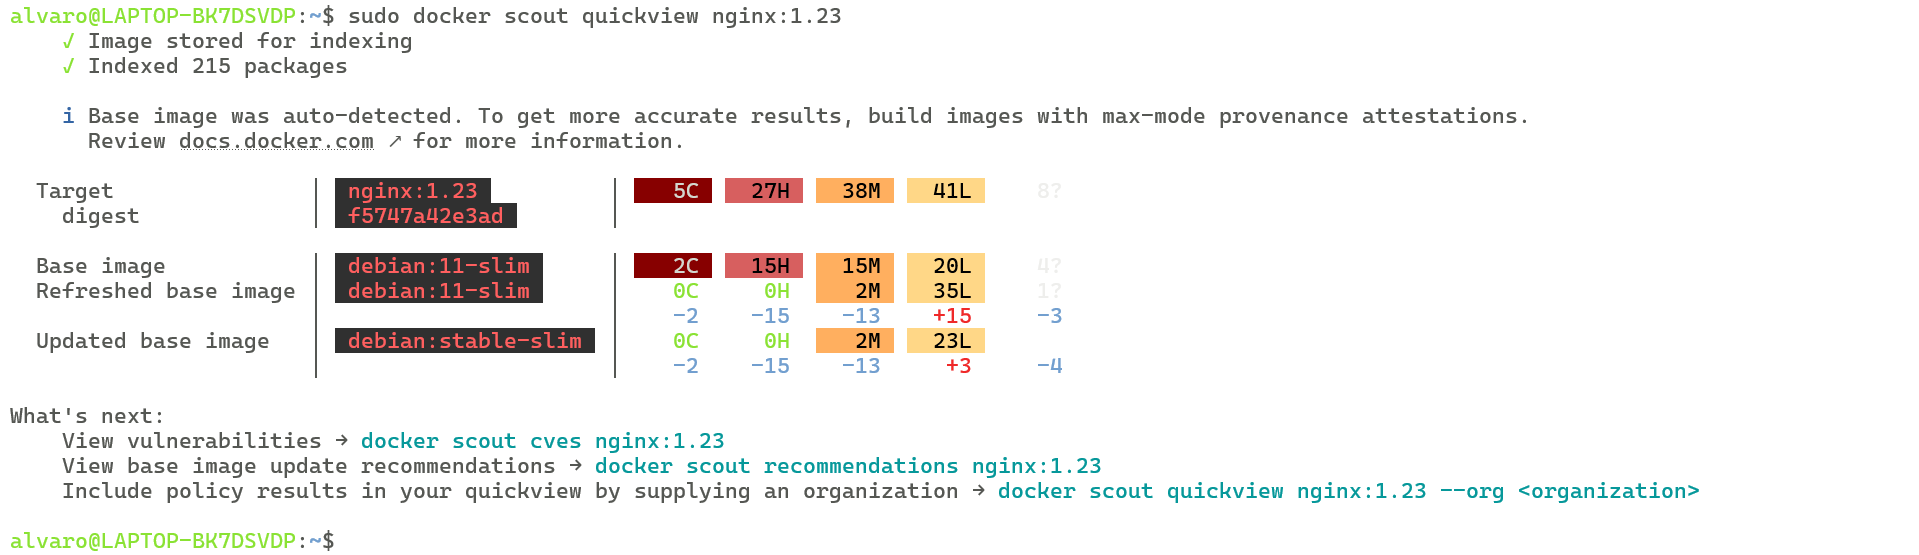 alvaro@LAPTOP-BK7DSVDP:~$ sudo docker scout quickview nginx:1.23
✓ Image stored for indexing
✓ Indexed 215 packages
i Base image was auto-detected. To get more accurate results, build images with max-mode provenance attestations.
Review docs.docker.com ↗ for more information.
Target │ nginx:1.23 │ 5C 27H 38M 41L 8?
digest │ f5747a42e3ad │
Base image │ debian:11-slim │ 2C 15H 15M 20L 4?
Refreshed base image │ debian:11-slim │ 0C 0H 2M 35L 1?
│ │ -2 -15 -13 +15 -3
Updated base image │ debian:stable-slim │ 0C 0H 2M 23L
│ │ -2 -15 -13 +3 -4
What's next:
View vulnerabilities → docker scout cves nginx:1.23
View base image update recommendations → docker scout recommendations nginx:1.23
Include policy results in your quickview by supplying an organization → docker scout quickview nginx:1.23 --org <organization>
alvaro@LAPTOP-BK7DSVDP:~$